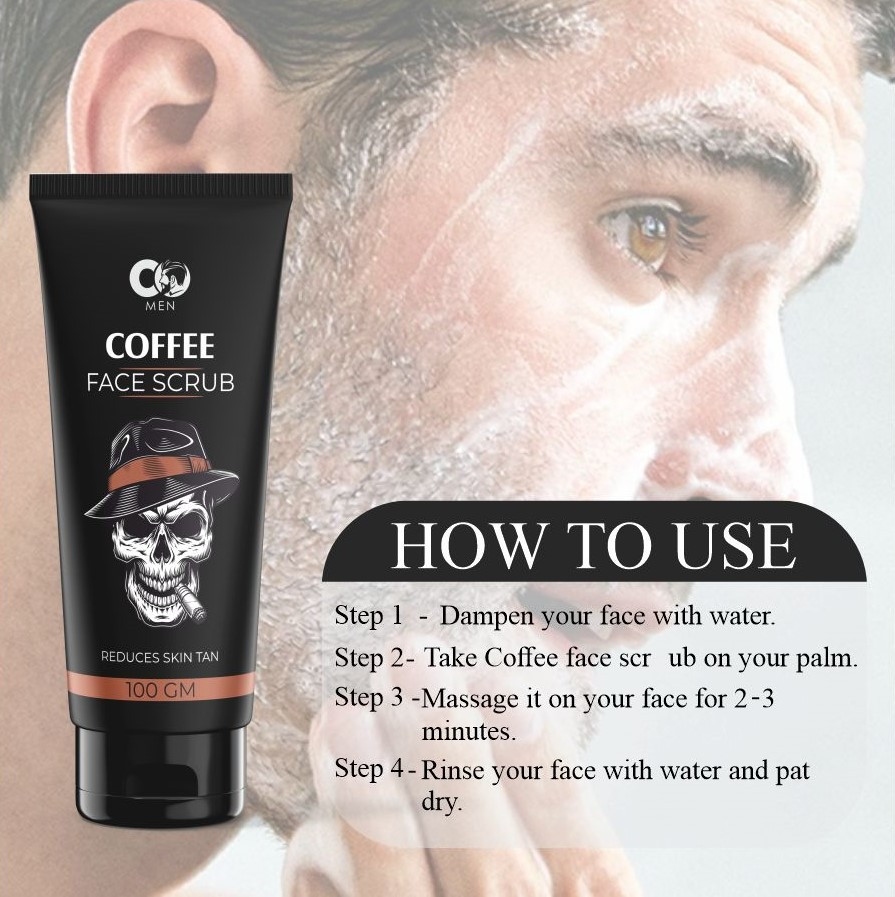 MEN
COFFEE
FACE SCRUB
REDUCES SKIN TAN
100 GM
HOW TO USE
Step 1 - Dampen your face with water.
Step 2- Take Coffee face scr ub on your palm.
Step 3 -Massage it on your face for 2-3
minutes.
Step 4- Rinse your face with water and pat
dry.